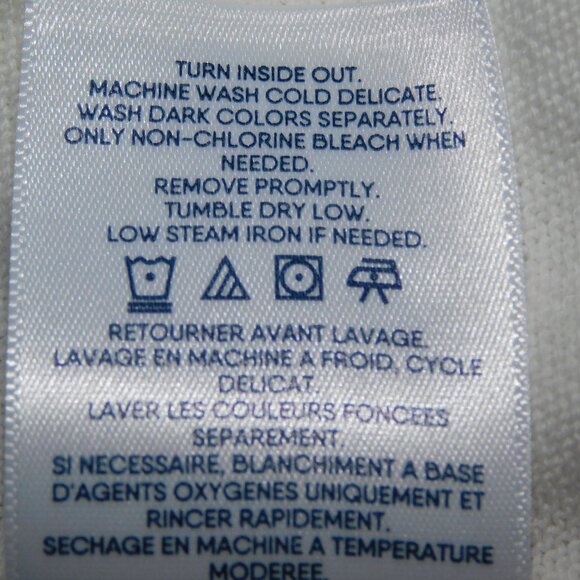 TURN INSIDE OUT.
MACHINE WASH COLD DELICATE.
WASH DARK COLORS SEPARATELY.
ONLY NON-CHLORINE BLEACH WHEN
NEEDED.
REMOVE PROMPTLY.
TUMBLE DRY LOW.
LOW STEAM IRON IF NEEDED.
RETOURNER AVANT LAVAGE.
LAVAGE EN MACHINE A FROID, CYCLE
DELICAT.
LAVER LES COULEURS FONCEES
SEPAREMENT.
SI NECESSAIRE, BLANCHIMENT A BASE
D'AGENTS OXYGENES UNIQUEMENT ET
RINCER RAPIDEMENT.
SECHAGE EN MACHINE A TEMPERATURE
MODEREE.